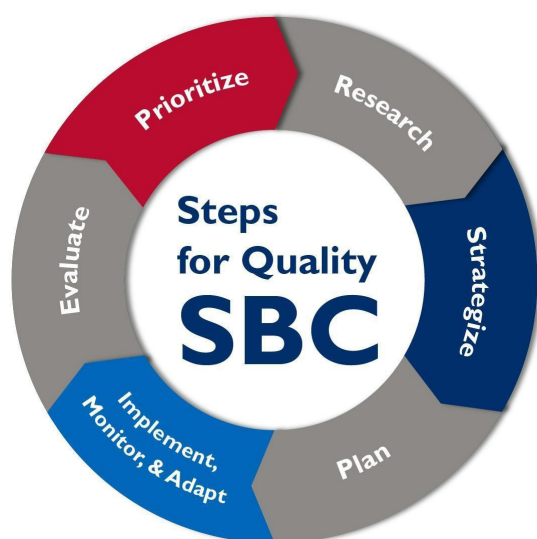 Steps
for Quality
SBC
Prioritize
Research
Strategize
Plan
Implement,
Monitor, & Adapt
Evaluate